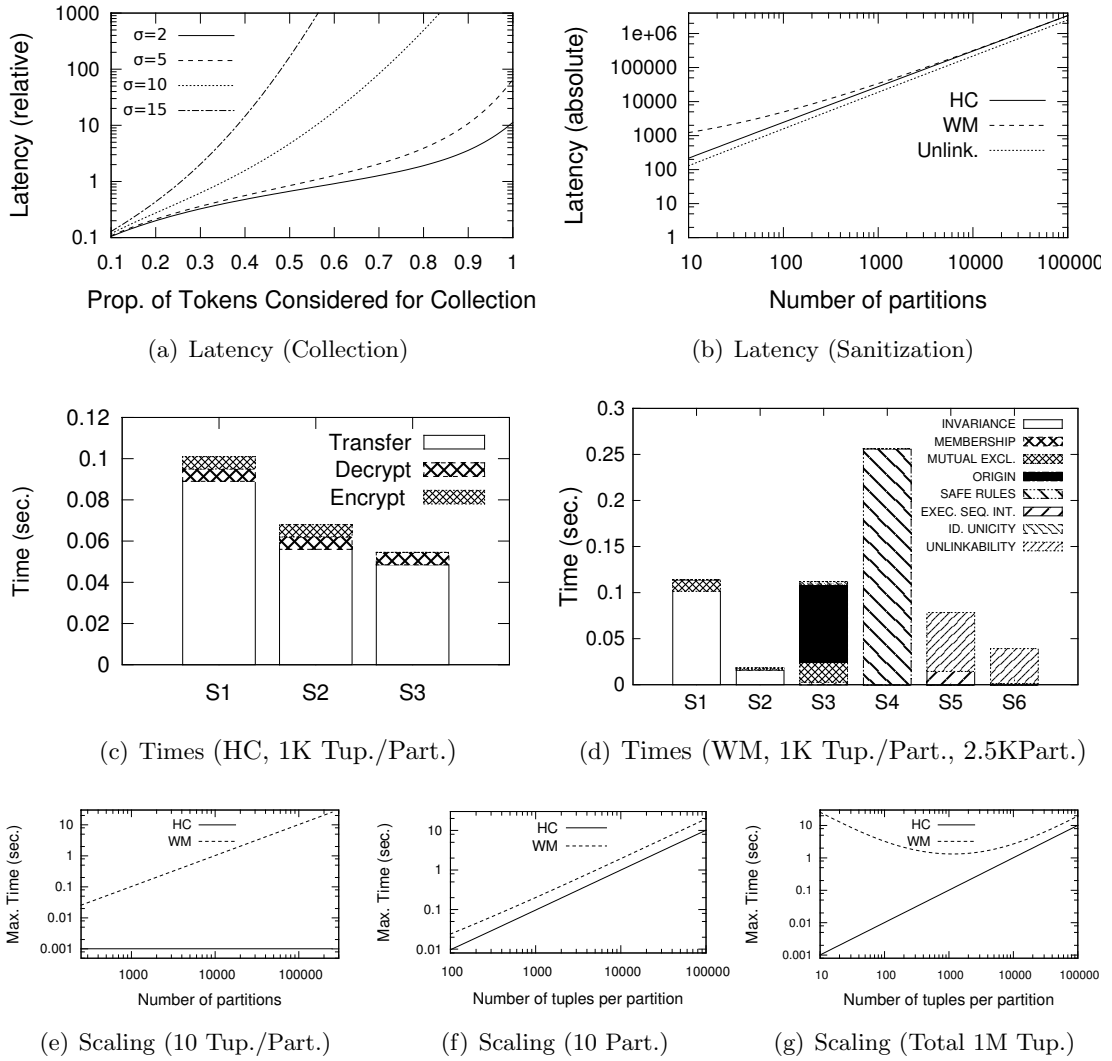 Latency (relative)
1000
100
10
1
0.1
σ=2
σ=5
σ=10
σ=15
0.1 0.2 0.3 0.4 0.5 0.6 0.7 0.8 0.9 1
Prop. of Tokens Considered for Collection
(a) Latency (Collection)
Latency (absolute)
1e+06
100000
10000
1000
100
10
1
HC
WM
Unlink.
10 100 1000 10000 100000
Number of partitions
(b) Latency (Sanitization)
Time (sec.)
0.12
0.1
0.08
0.06
0.04
0.02
0
Transfer
Decrypt
Encrypt
S1 S2 S3
(c) Times (HC, 1K Tup./Part.)
Time (sec.)
0.3
0.25
0.2
0.15
0.1
0.05
0
INVARIANCE
MEMBERSHIP
MUTUAL EXCL.
ORIGIN
SAFE RULES
EXEC. SEQ. INT.
ID. UNICITY
UNLINKABILITY
S1 S2 S3 S4 S5 S6
(d) Times (WM, 1K Tup./Part., 2.5KPart.)
Max. Time (sec.)
10
1
0.1
0.01
0.001
HC
WM
1000 10000 100000
Number of partitions
(e) Scaling (10 Tup./Part.)
Max. Time (sec.)
10
1
0.1
0.01
HC
WM
100 1000 10000 100000
Number of tuples per partition
(f) Scaling (10 Part.)
Max. Time (sec.)
10
1
0.1
0.01
0.001
HC
WM
10 100 1000 10000 100000
Number of tuples per partition
(g) Scaling (Total 1M Tup.)